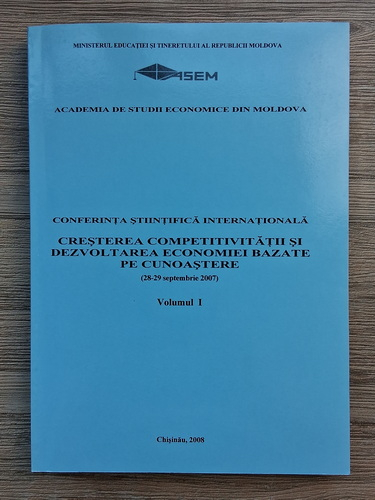 MINISTERUL EDUCAȚIEI ȘI TINERETULUI AL REPUBLICII MOLDOVA
ASEM
ACADEMIA DE STUDII ECONOMICE DIN MOLDOVA
CONFERINȚA ȘTIINȚIFICĂ INTERNAȚIONALĂ
CREȘTEREA COMPETITIVITĂȚII ȘI
DEZVOLTAREA ECONOMIEI BAZATE
PE CUNOAȘTERE
(28-29 septembrie 2007)
Volumul I
Chișinău, 2008